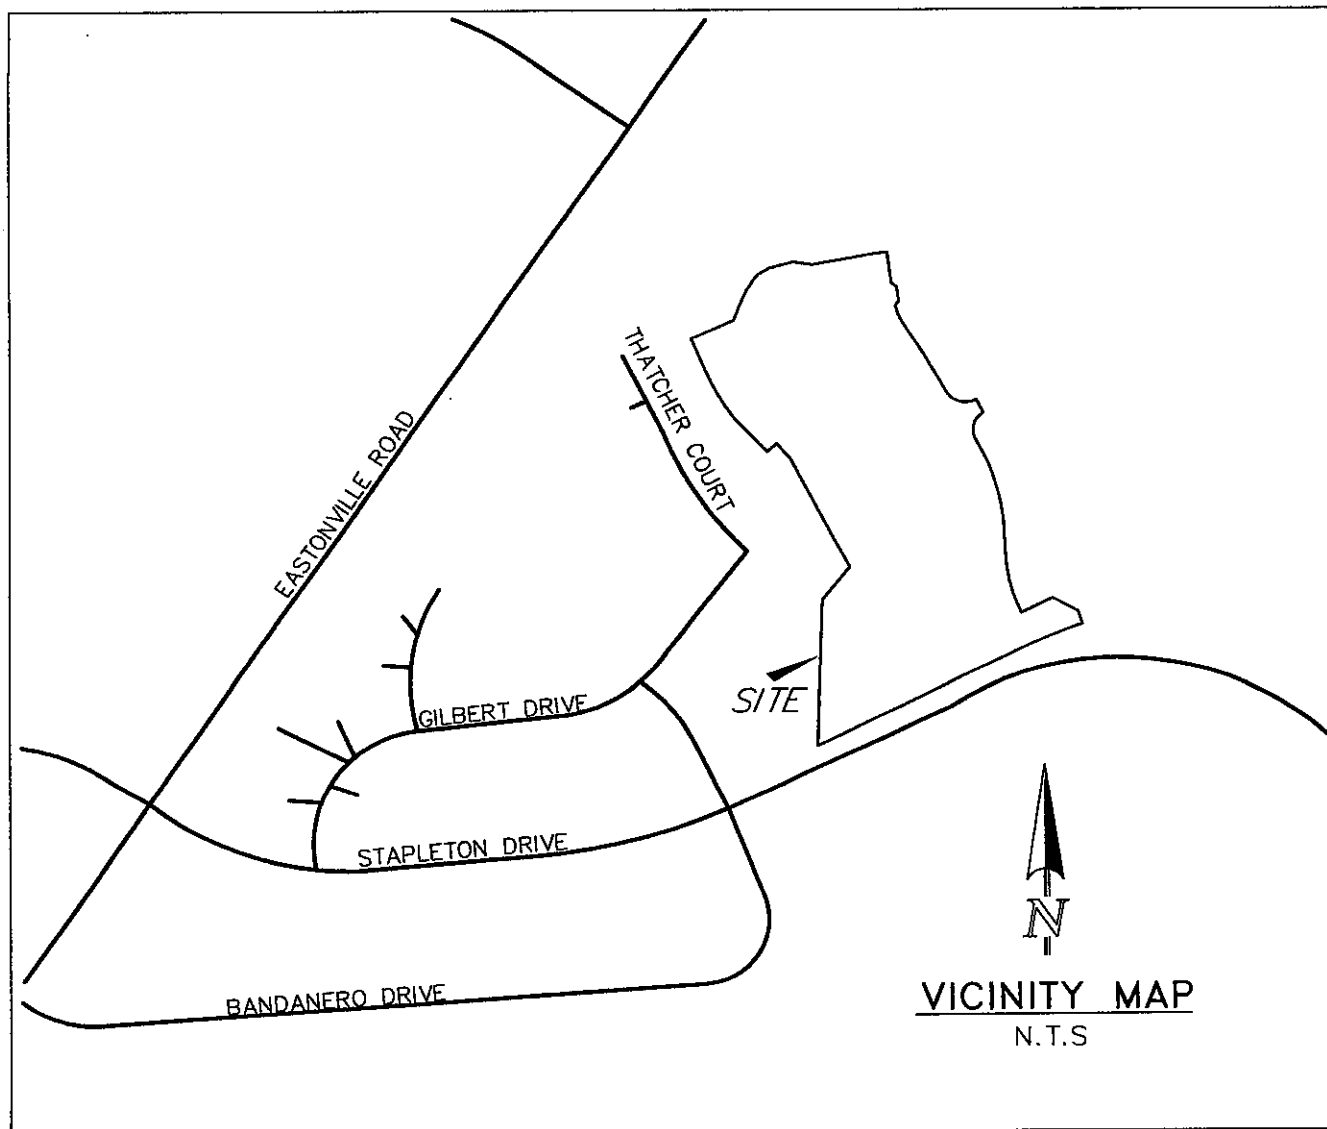 THATCHER COURT
EASTONVILLE ROAD
SITE
GILBERT DRIVE
STAPLETON DRIVE
BANDANERO DRIVE
N
VICINITY MAP
N.T.S